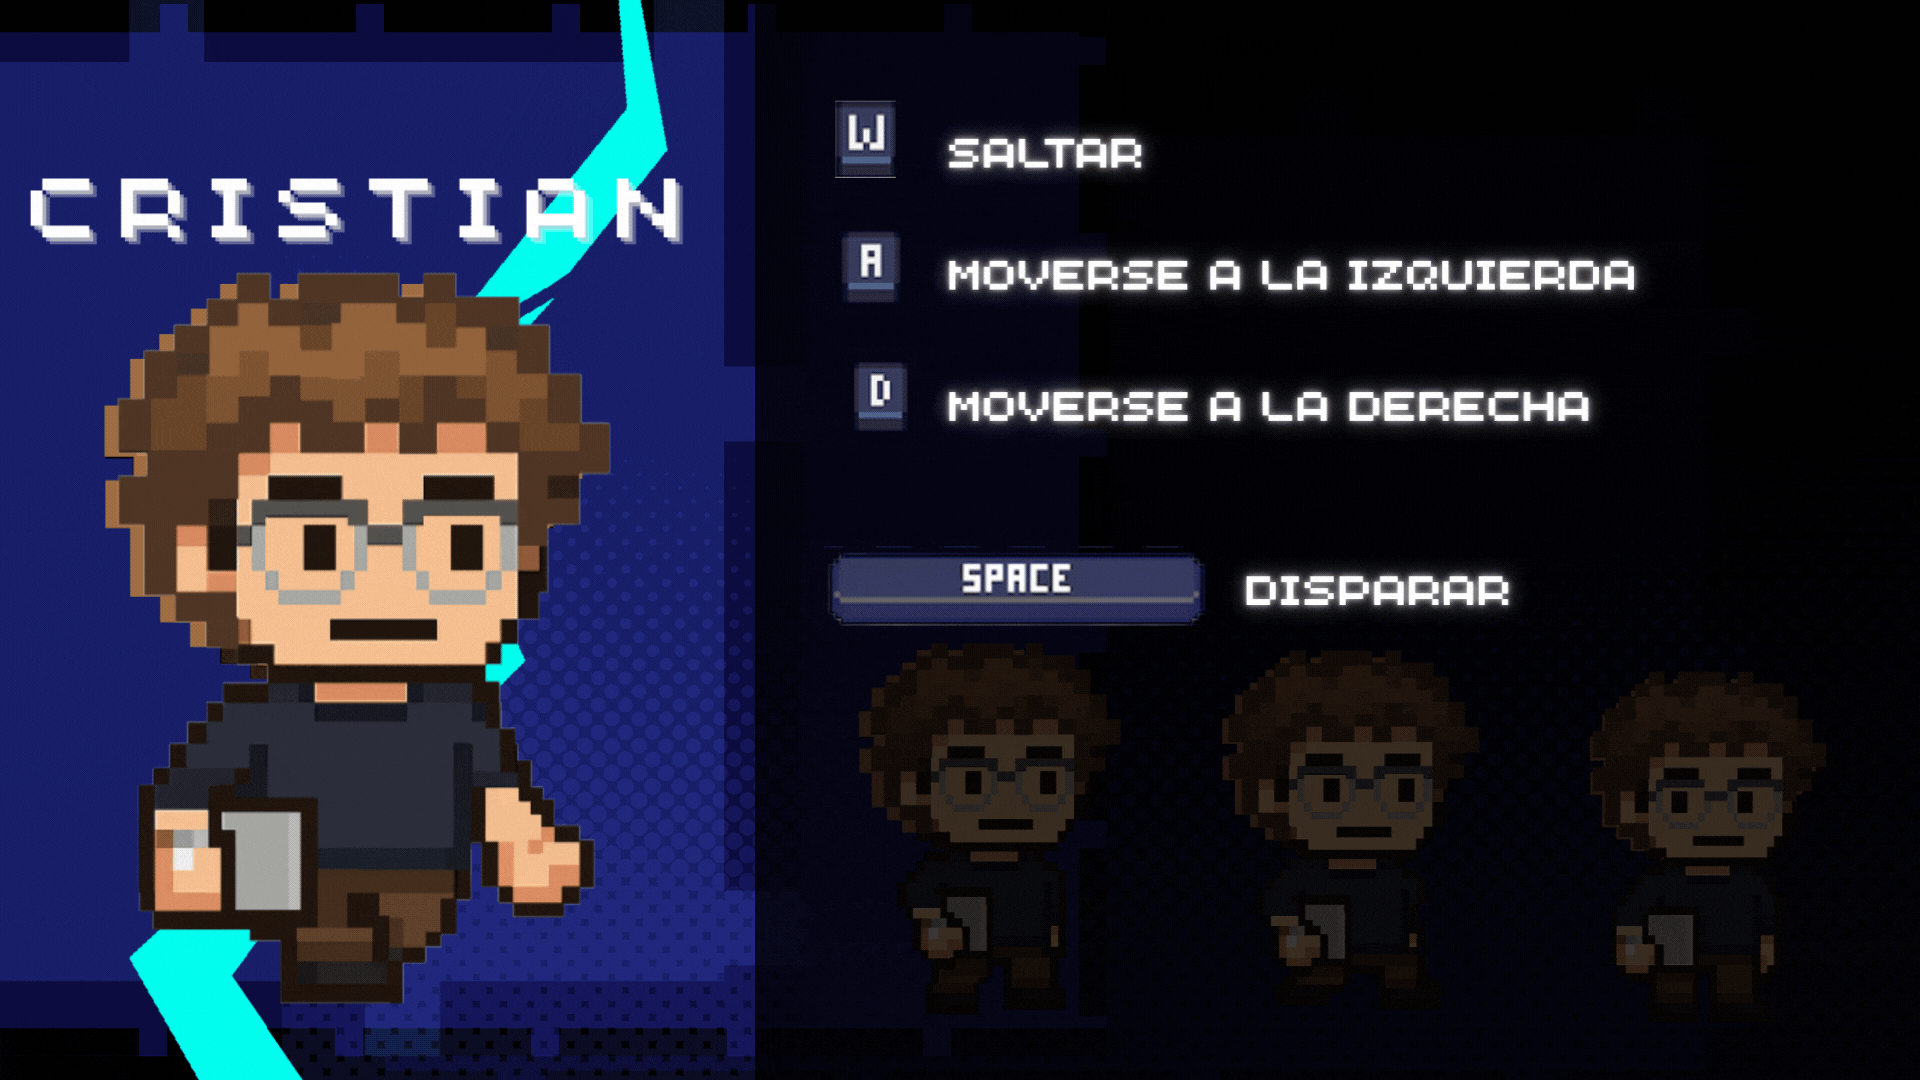 CRISTIAN
W SALTAR
A MOVERSE A LA IZQUIERDA
D MOVERSE A LA DERECHA
SPACE DISPARAR